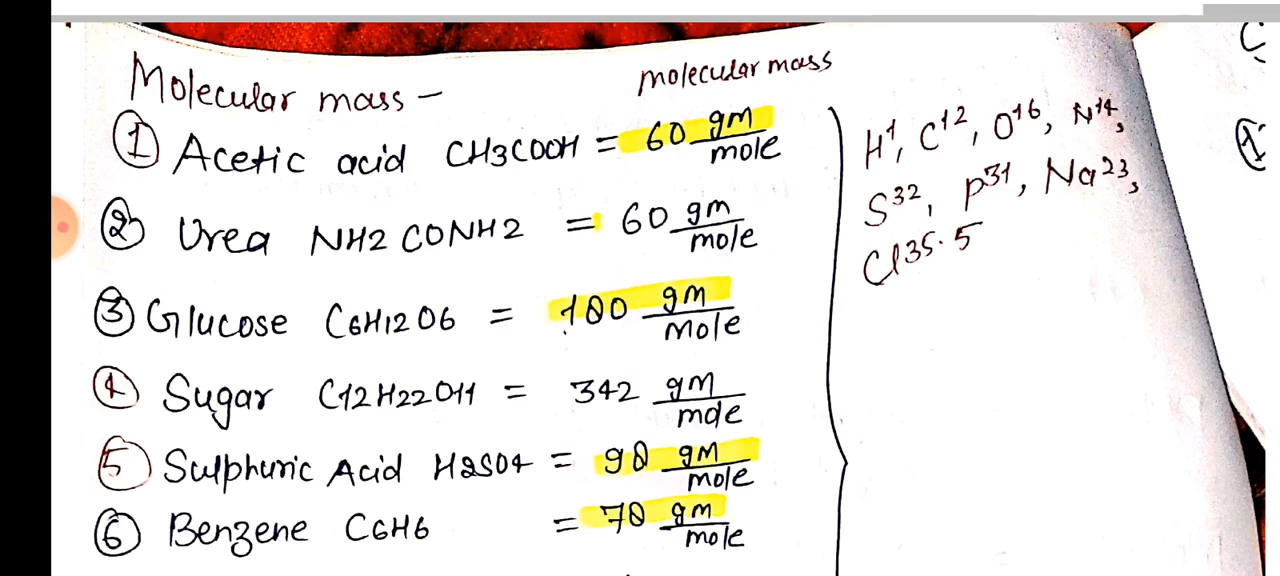 Molecular mass –
molecular mass
① Acetic acid CH3COOH = 60 gm/mole
② Urea NH2CONH2 = 60 gm/mole
③ Glucose C6H12O6 = 180 gm/mole
④ Sugar C12H22O11 = 342 gm/mole
⑤ Sulphuric Acid H2SO4 = 98 gm/mole
⑥ Benzene C6H6 = 78 gm/mole
H¹, C¹², O¹⁶, N¹⁴,
S³², P³¹, Na²³,
Cl³⁵·⁵